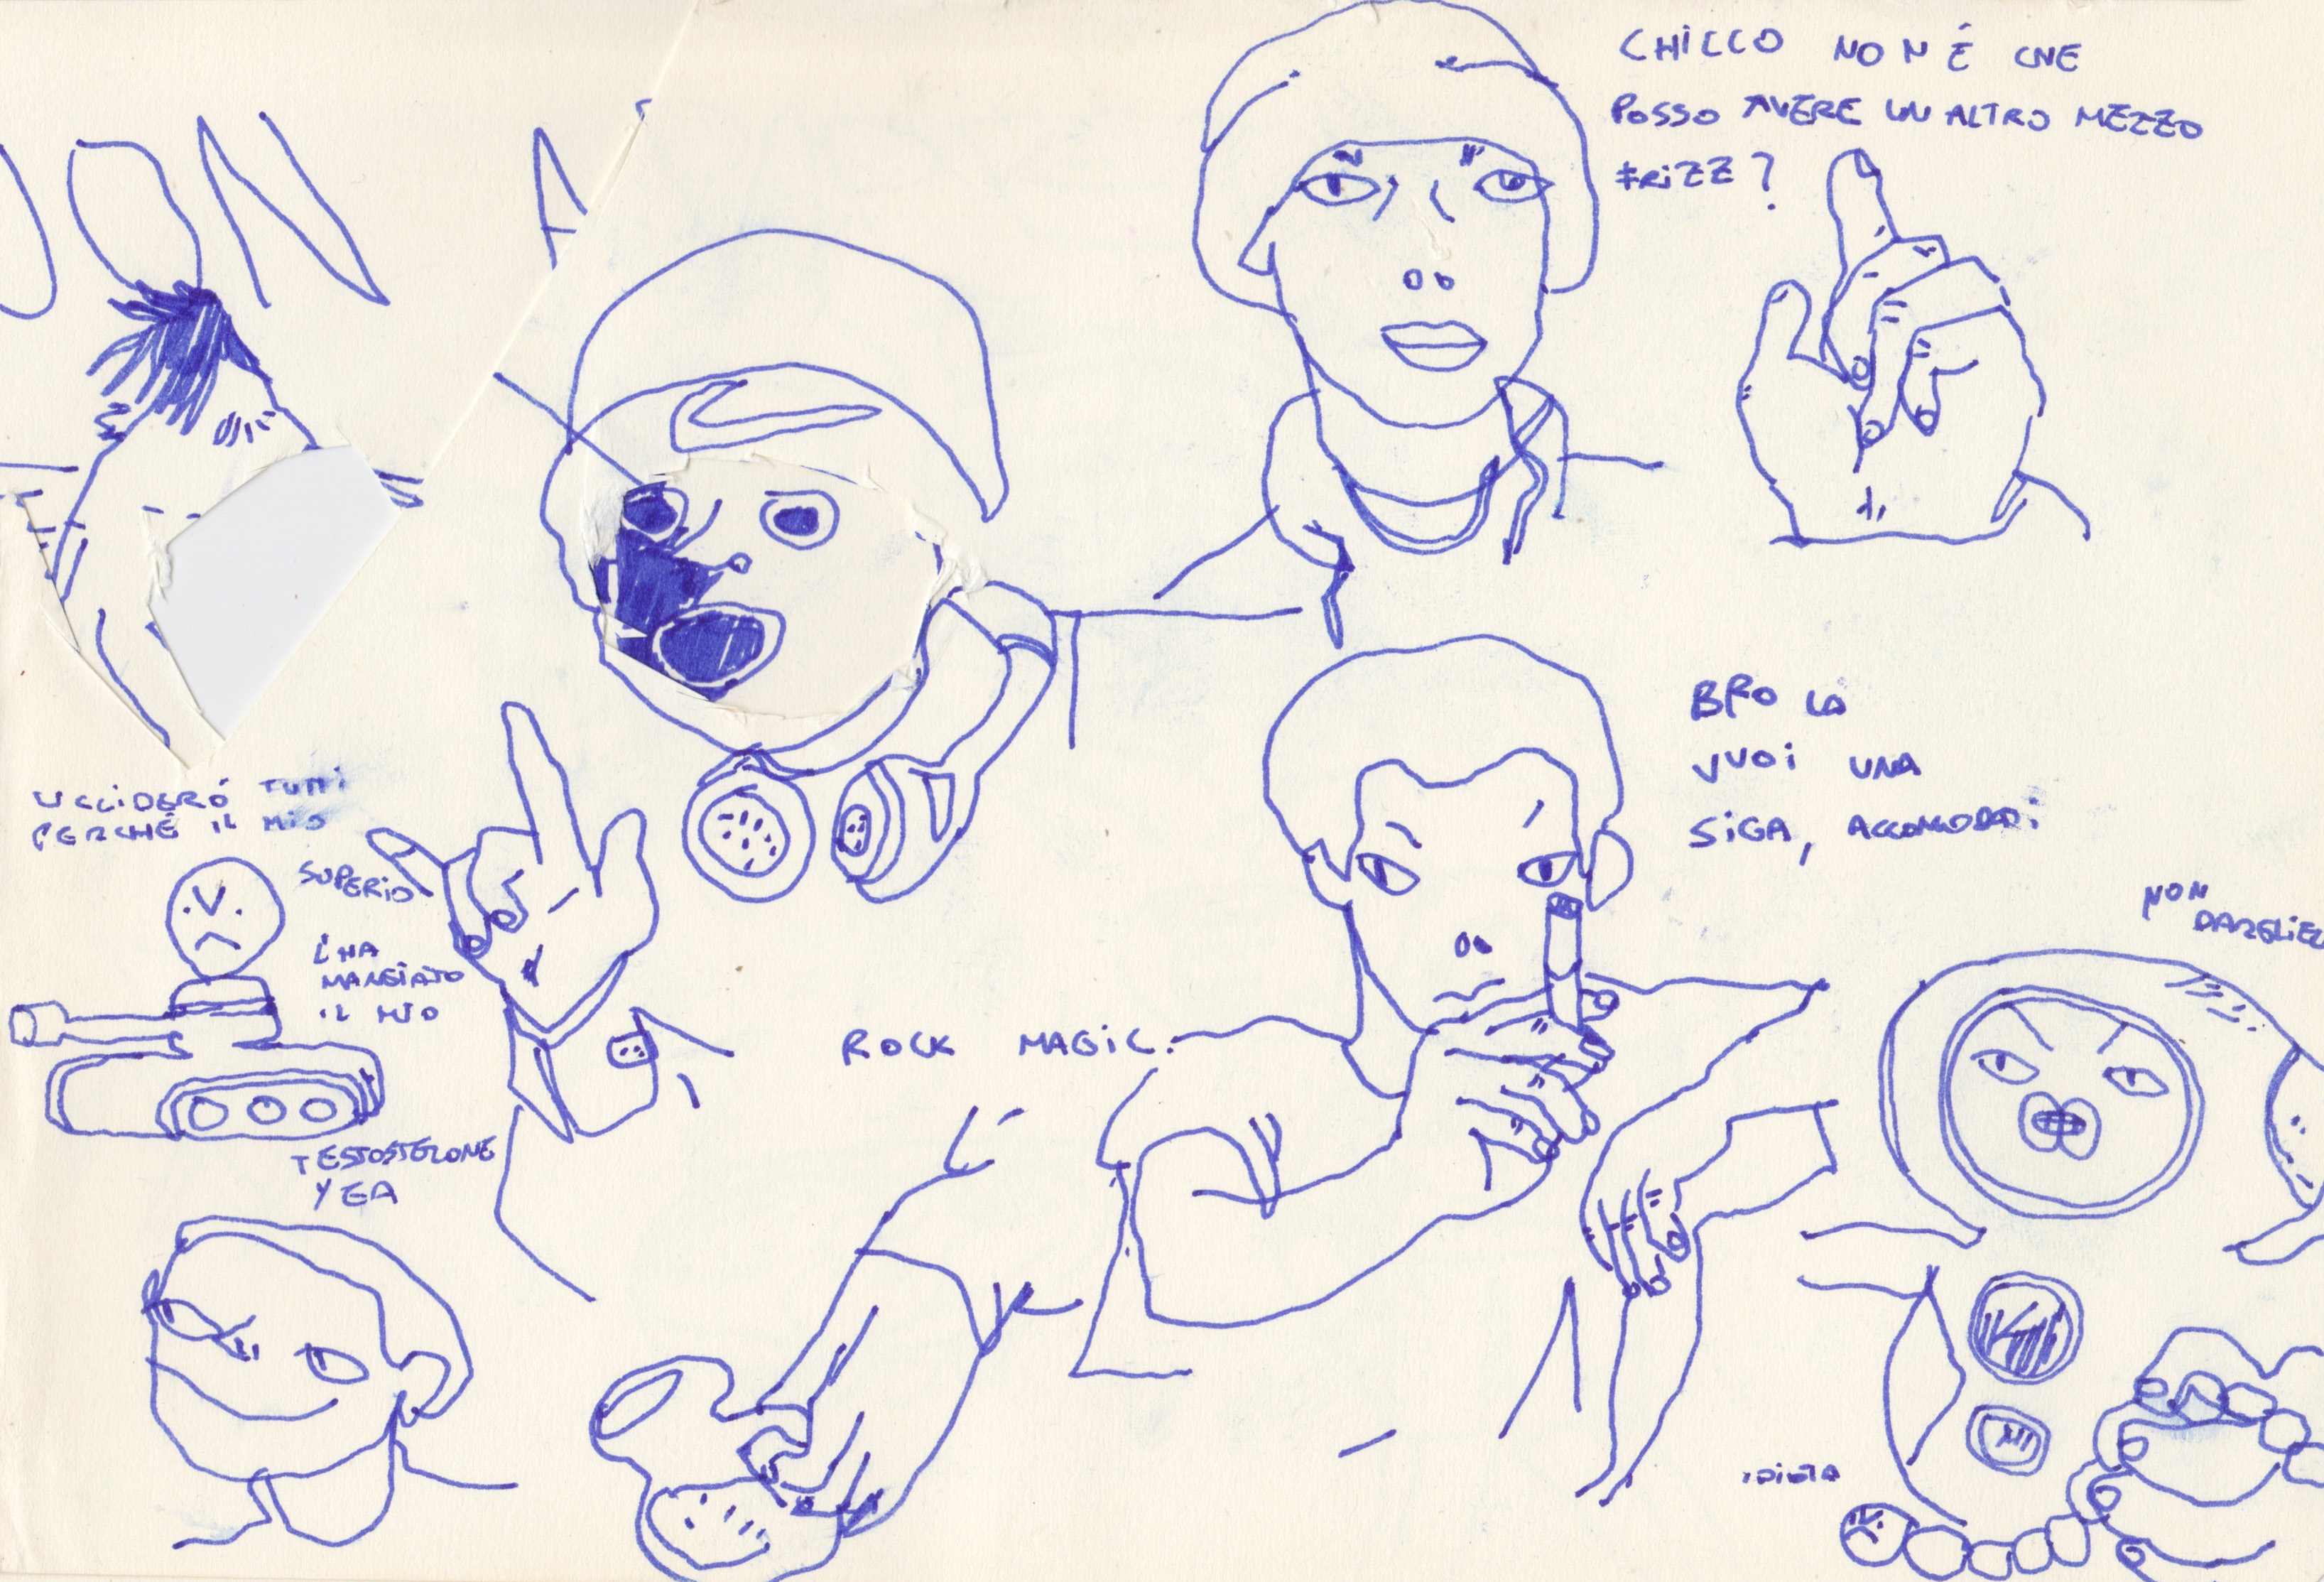 CHICCO NON É CHE
POSSO AVERE UN ALTRO MEZZO
FRIZZ?
BRO LA
VUOI UNA
SIGA, ACCOMODATI
NON
DARGLIEL
UCCIDERÓ TUTTI
PERCHÉ IL MIO
SUPERIO
L'HA
MANGIATO
IL MIO
ROCK MAGIC.
TESTOSTERONE
YEA
IDIOTA